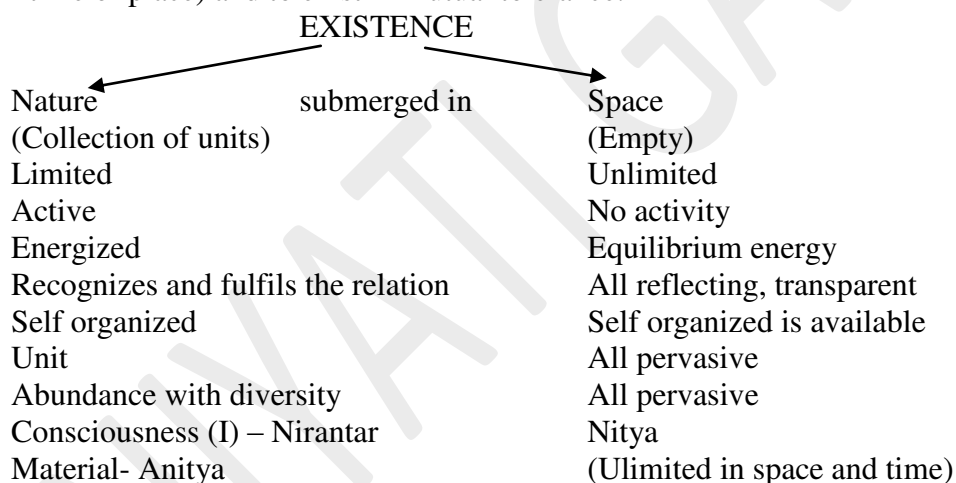 EXISTENCE
Nature submerged in Space
(Collection of units) (Empty)
Limited Unlimited
Active No activity
Energized Equilibrium energy
Recognizes and fulfils the relation All reflecting, transparent
Self organized Self organized is available
Unit All pervasive
Abundance with diversity All pervasive
Consciousness (I) – Nirantar Nitya
Material- Anitya (Ulimited in space and time)